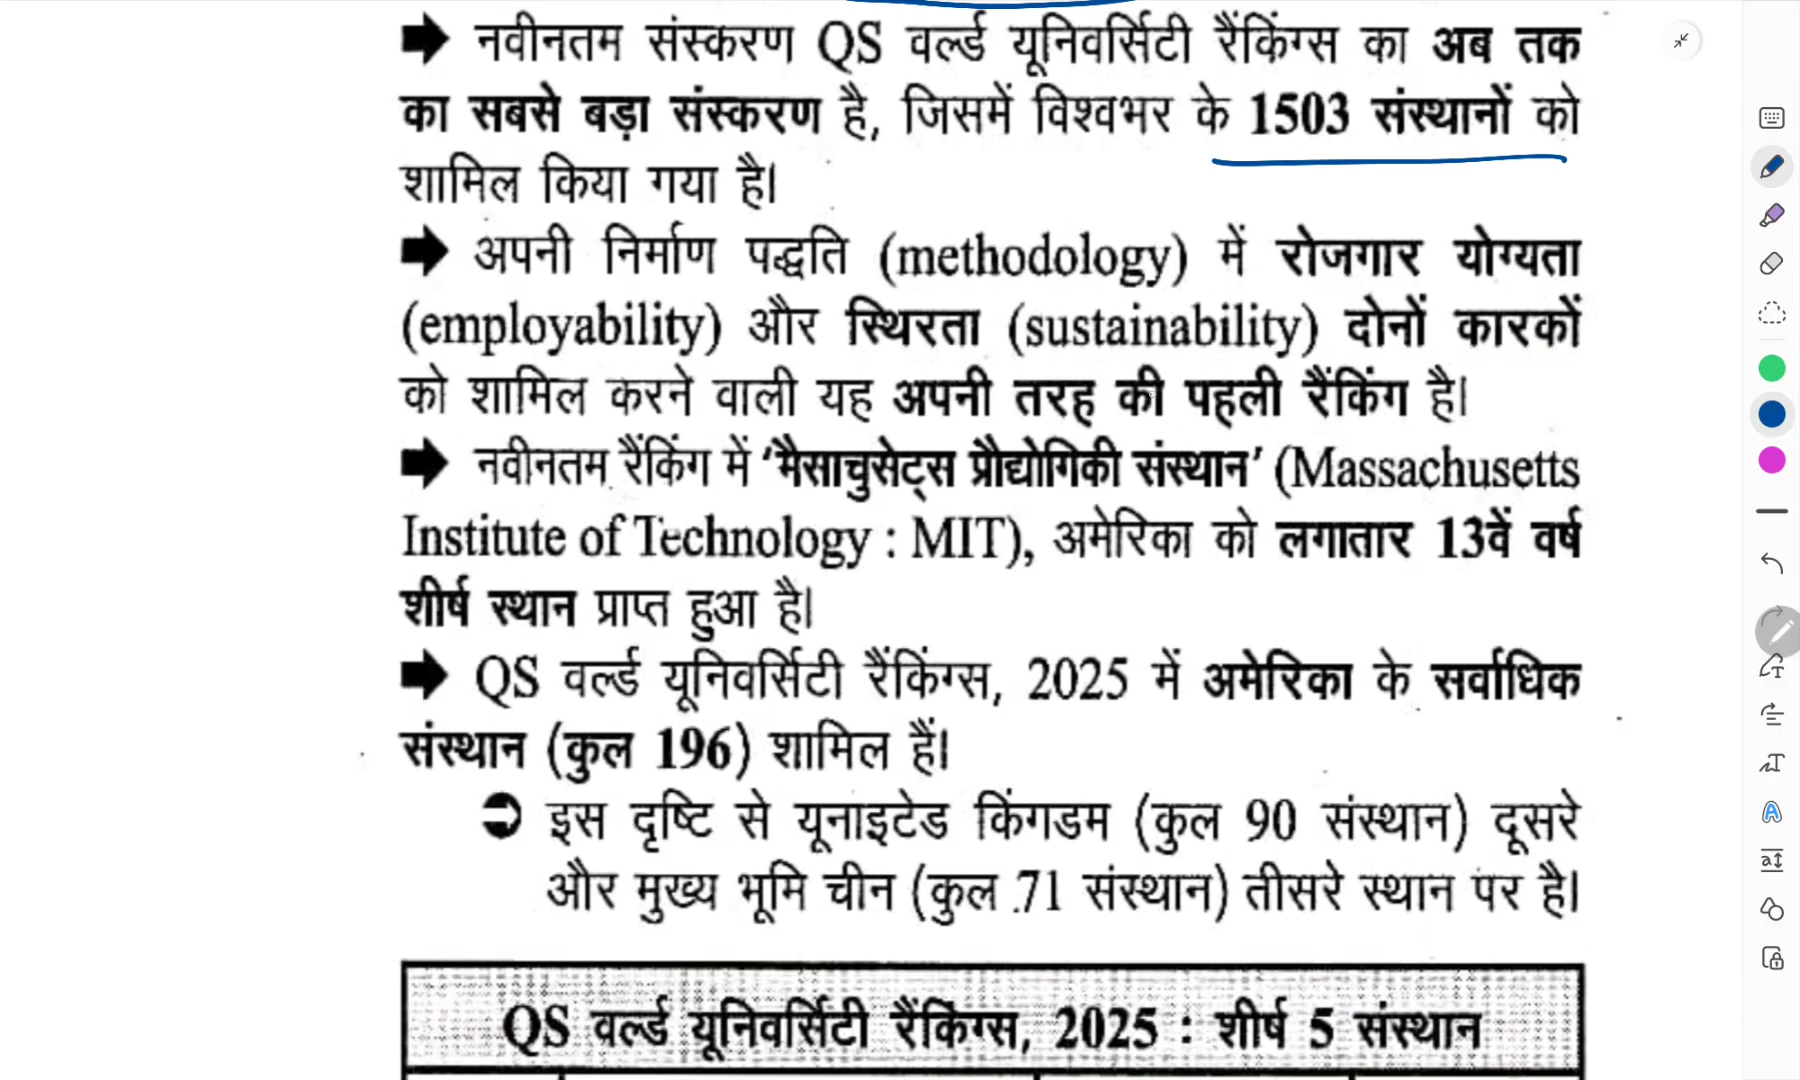 ➡ नवीनतम संस्करण QS वर्ल्ड यूनिवर्सिटी रैंकिंग्स का अब तक
का सबसे बड़ा संस्करण है, जिसमें विश्वभर के 1503 संस्थानों को
शामिल किया गया है।
➡ अपनी निर्माण पद्धति (methodology) में रोजगार योग्यता
(employability) और स्थिरता (sustainability) दोनों कारकों
को शामिल करने वाली यह अपनी तरह की पहली रैंकिंग है।
➡ नवीनतम रैंकिंग में ‘मैसाचुसेट्स प्रौद्योगिकी संस्थान’ (Massachusetts
Institute of Technology : MIT), अमेरिका को लगातार 13वें वर्ष
शीर्ष स्थान प्राप्त हुआ है।
➡ QS वर्ल्ड यूनिवर्सिटी रैंकिंग्स, 2025 में अमेरिका के सर्वाधिक
संस्थान (कुल 196) शामिल हैं।
➲ इस दृष्टि से यूनाइटेड किंगडम (कुल 90 संस्थान) दूसरे
और मुख्य भूमि चीन (कुल 71 संस्थान) तीसरे स्थान पर है।
QS वर्ल्ड यूनिवर्सिटी रैंकिंग्स, 2025 : शीर्ष 5 संस्थान